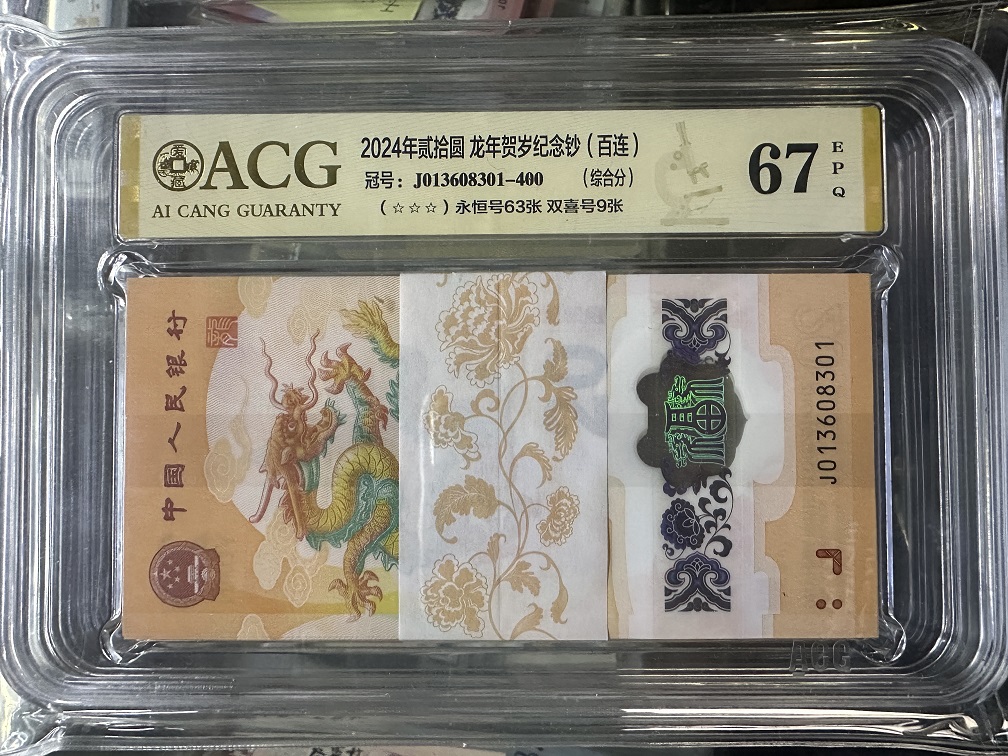 ACG
AI CANG GUARANTY
2024年贰拾圆 龙年贺岁纪念钞（百连）
冠号：J013608301-400 （综合分）
（☆☆☆）永恒号63张 双喜号9张
67
EPQ
中国人民银行
J013608301
ACG